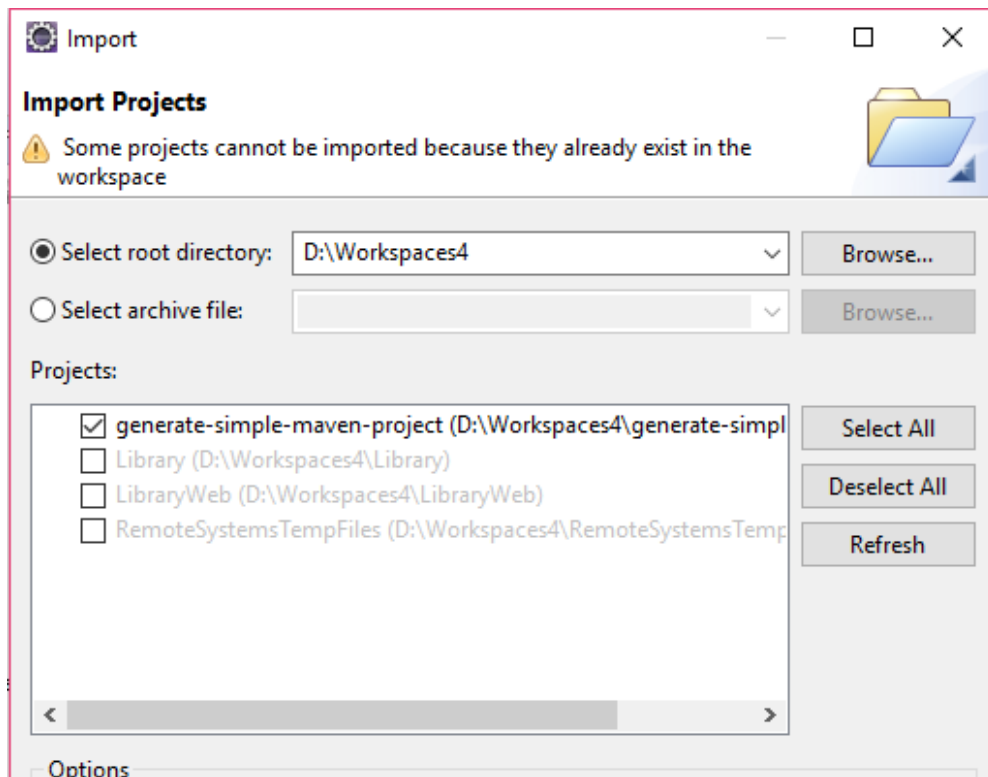 Import
Import Projects
Some projects cannot be imported because they already exist in the
workspace
Select root directory: D:\Workspaces4 Browse...
Select archive file: Browse...
Projects:
generate-simple-maven-project (D:\Workspaces4\generate-simpl Select All
Library (D:\Workspaces4\Library)
LibraryWeb (D:\Workspaces4\LibraryWeb) Deselect All
RemoteSystemsTempFiles (D:\Workspaces4\RemoteSystemsTemp Refresh
Options